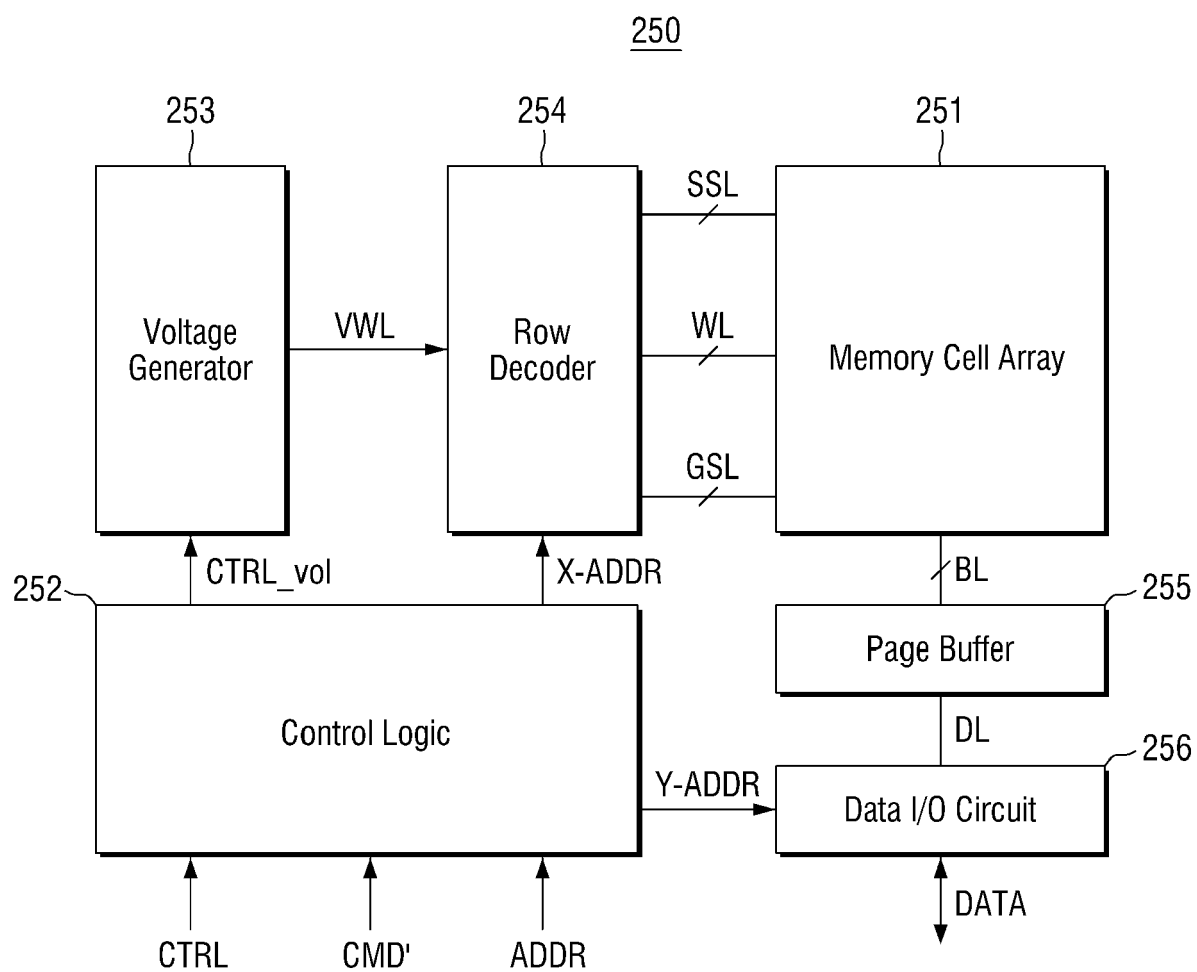 250
253
254
251
SSL
Voltage
Generator
VWL
Row
Decoder
WL
Memory Cell Array
GSL
CTRL_vol
X-ADDR
BL
252
255
Page Buffer
Control Logic
DL
256
Y-ADDR
Data I/O Circuit
CTRL
CMD'
ADDR
DATA